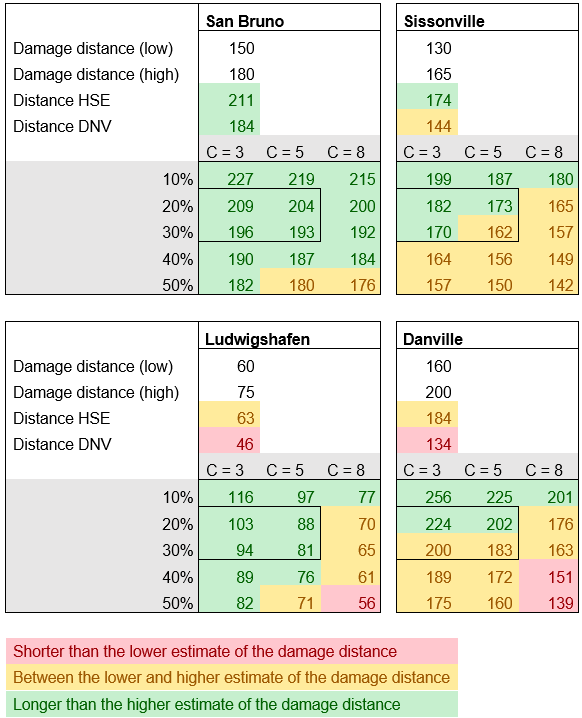 San Bruno Sissonville
Damage distance (low) 150 130
Damage distance (high) 180 165
Distance HSE 211 174
Distance DNV 184 144
C = 3 C = 5 C = 8 C = 3 C = 5 C = 8
10% 227 219 215 199 187 180
20% 209 204 200 182 173 165
30% 196 193 192 170 162 157
40% 190 187 184 164 156 149
50% 182 180 176 157 150 142
Ludwigshafen Danville
Damage distance (low) 60 160
Damage distance (high) 75 200
Distance HSE 63 184
Distance DNV 46 134
C = 3 C = 5 C = 8 C = 3 C = 5 C = 8
10% 116 97 77 256 225 201
20% 103 88 70 224 202 176
30% 94 81 65 200 183 163
40% 89 76 61 189 172 151
50% 82 71 56 175 160 139
Shorter than the lower estimate of the damage distance
Between the lower and higher estimate of the damage distance
Longer than the higher estimate of the damage distance